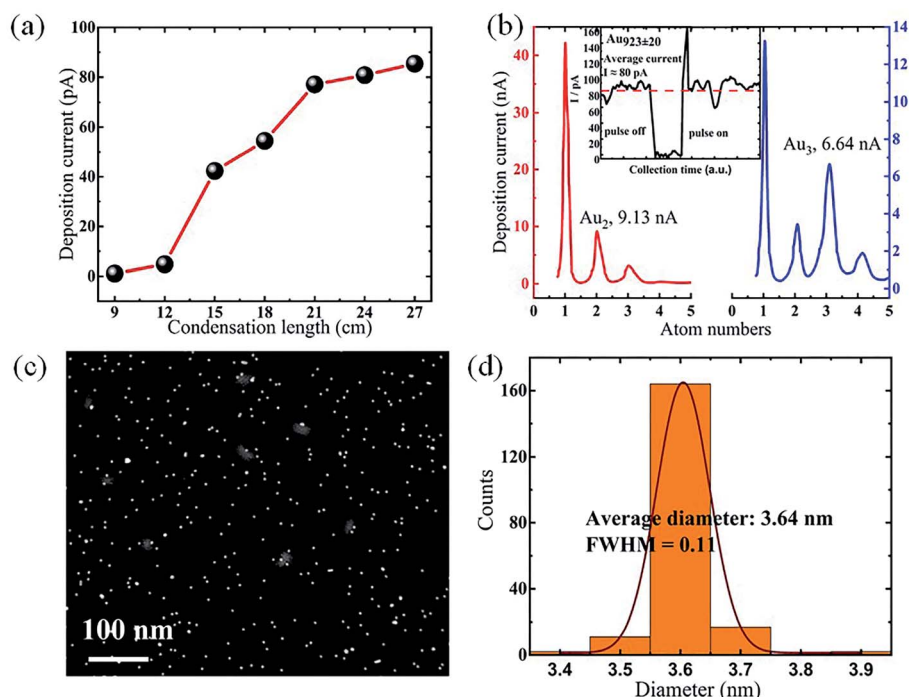 (a)
Deposition current (pA)
100
80
60
40
20
0
9 12 15 18 21 24 27
Condensation length (cm)
(b)
Deposition current (nA)
40
30
20
10
0
160
140
120
100
80
60
40
20
0
I / pA
Au923±20
Average current
I ≈ 80 pA
pulse off
pulse on
Collection time (a.u.)
Au2, 9.13 nA
Au3, 6.64 nA
14
12
10
8
6
4
2
0
0 1 2 3 4 5
0 1 2 3 4 5
Atom numbers
(c)
100 nm
(d)
Counts
160
120
80
40
0
Average diameter: 3.64 nm
FWHM = 0.11
3.4 3.5 3.6 3.7 3.8 3.9
Diameter (nm)